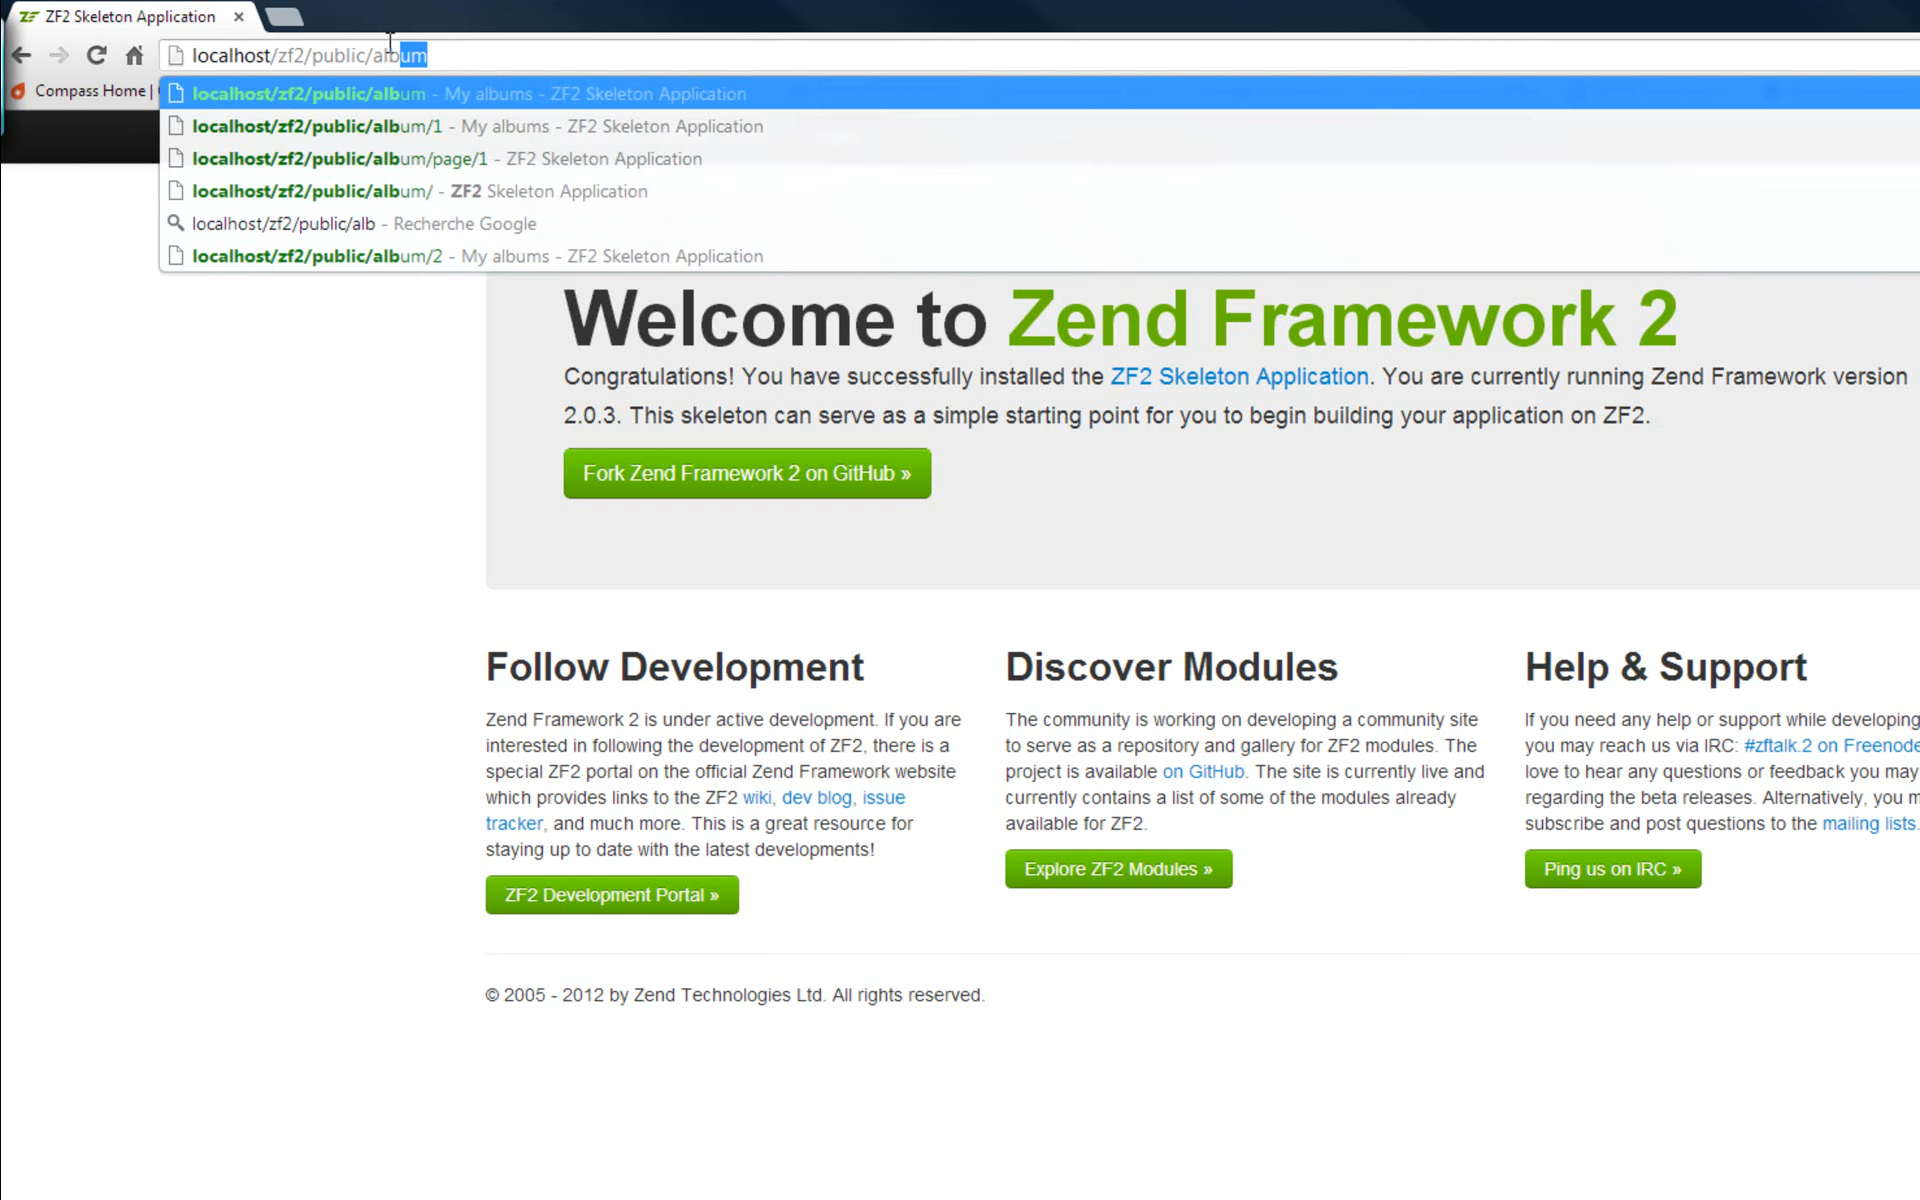 ZF2 Skeleton Application
localhost/zf2/public/album
Compass Home |
localhost/zf2/public/album - My albums - ZF2 Skeleton Application
localhost/zf2/public/album/1 - My albums - ZF2 Skeleton Application
localhost/zf2/public/album/page/1 - ZF2 Skeleton Application
localhost/zf2/public/album/ - ZF2 Skeleton Application
localhost/zf2/public/alb - Recherche Google
localhost/zf2/public/album/2 - My albums - ZF2 Skeleton Application
Welcome to Zend Framework 2
Congratulations! You have successfully installed the ZF2 Skeleton Application. You are currently running Zend Framework version
2.0.3. This skeleton can serve as a simple starting point for you to begin building your application on ZF2.
Fork Zend Framework 2 on GitHub »
Follow Development
Zend Framework 2 is under active development. If you are
interested in following the development of ZF2, there is a
special ZF2 portal on the official Zend Framework website
which provides links to the ZF2 wiki, dev blog, issue
tracker, and much more. This is a great resource for
staying up to date with the latest developments!
ZF2 Development Portal »
Discover Modules
The community is working on developing a community site
to serve as a repository and gallery for ZF2 modules. The
project is available on GitHub. The site is currently live and
currently contains a list of some of the modules already
available for ZF2.
Explore ZF2 Modules »
Help & Support
If you need any help or support while developing
you may reach us via IRC: #zftalk.2 on Freenode
love to hear any questions or feedback you may
regarding the beta releases. Alternatively, you m
subscribe and post questions to the mailing lists.
Ping us on IRC »
© 2005 - 2012 by Zend Technologies Ltd. All rights reserved.